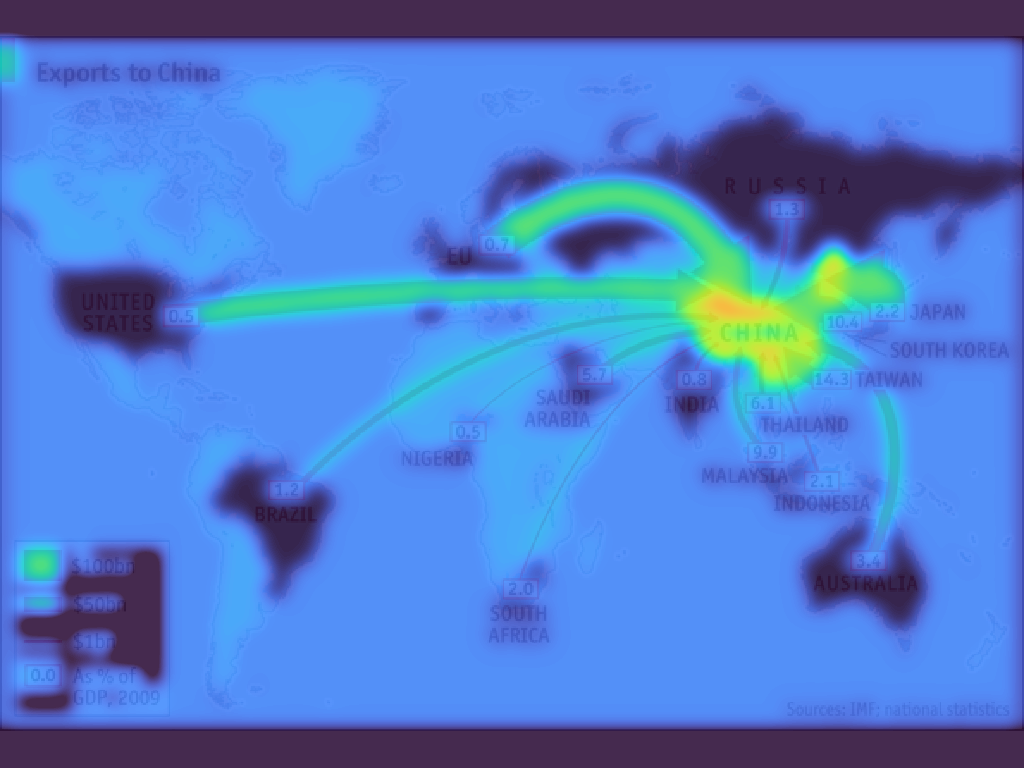 Exports to China
RUSSIA
1.3
0.7
EU
UNITED
STATES
0.5
2.2 JAPAN
10.4
CHINA
SOUTH KOREA
5.7
0.8
14.3 TAIWAN
SAUDI
ARABIA
INDIA
6.1
THAILAND
0.5
NIGERIA
9.9
MALAYSIA
2.1
INDONESIA
1.2
BRAZIL
3.4
AUSTRALIA
2.0
SOUTH
AFRICA
$100bn
$50bn
$1bn
0.0 As % of
GDP, 2009
Sources: IMF; national statistics